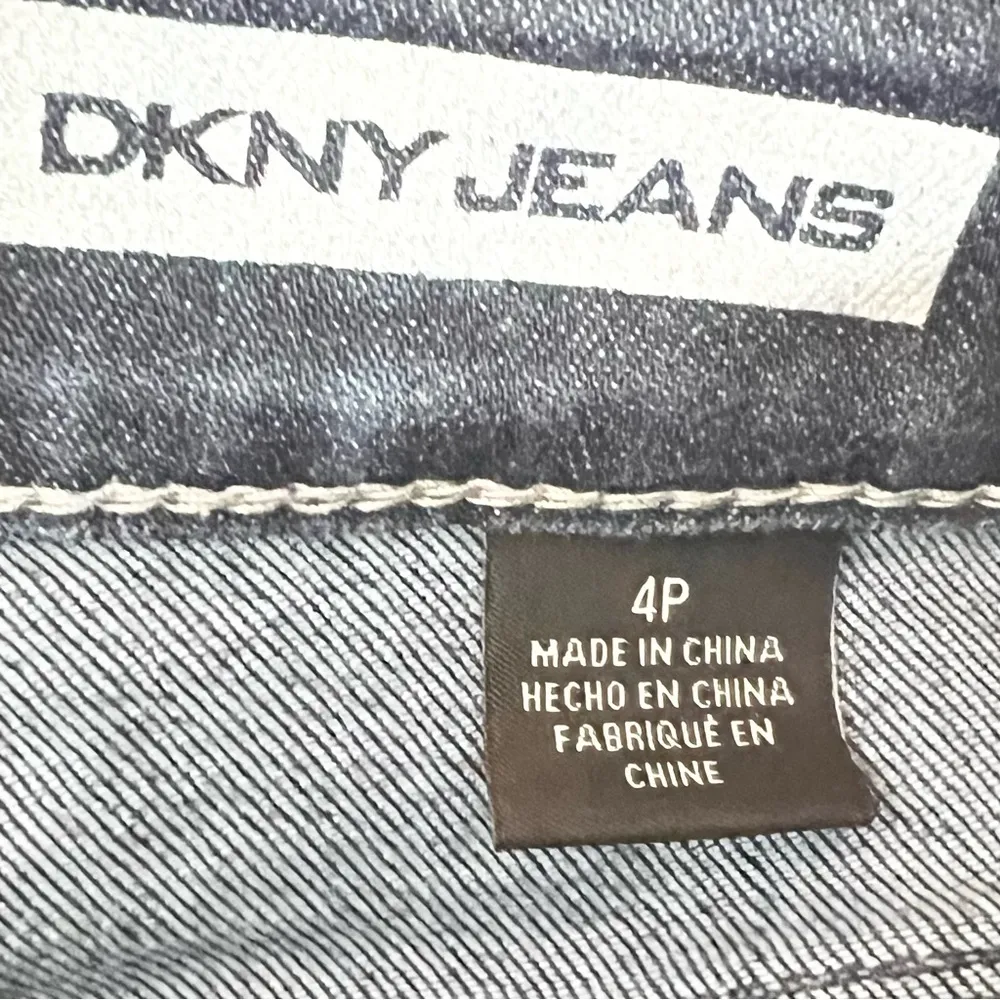 DKNY JEANS
4P
MADE IN CHINA
HECHO EN CHINA
FABRIQUÉ EN
CHINE